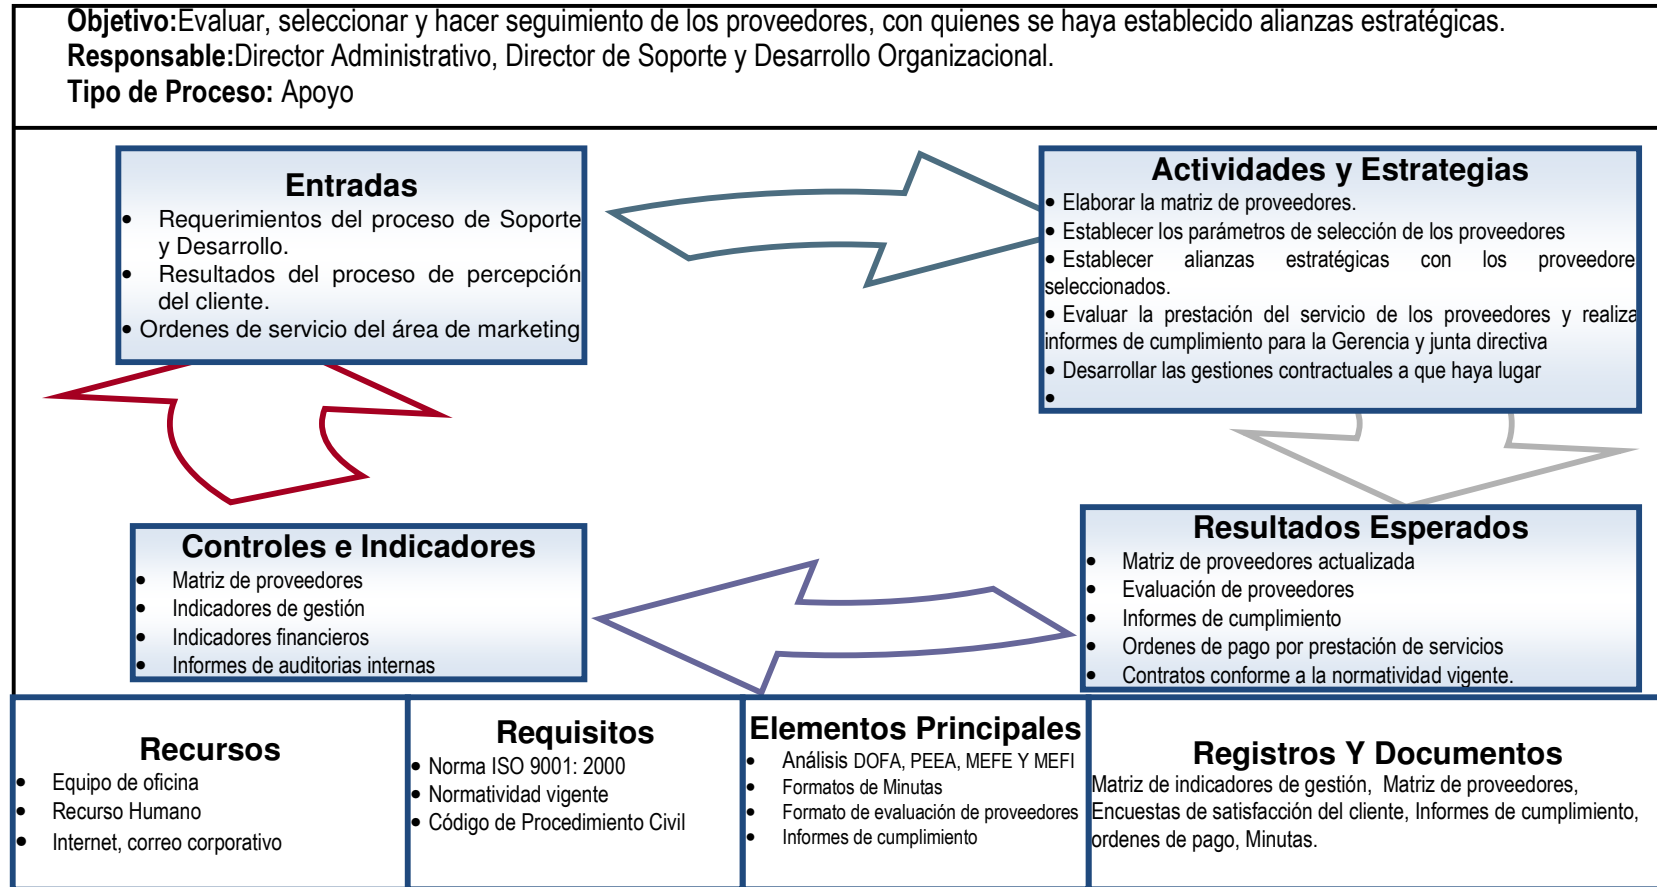 Objetivo:Evaluar, seleccionar y hacer seguimiento de los proveedores, con quienes se haya establecido alianzas estratégicas.
Responsable:Director Administrativo, Director de Soporte y Desarrollo Organizacional.
Tipo de Proceso: Apoyo
Entradas
• Requerimientos del proceso de Soporte
y Desarrollo.
• Resultados del proceso de percepción
del cliente.
• Ordenes de servicio del área de marketing
Actividades y Estrategias
• Elaborar la matriz de proveedores.
• Establecer los parámetros de selección de los proveedores
• Establecer alianzas estratégicas con los proveedore
seleccionados.
• Evaluar la prestación del servicio de los proveedores y realiza
informes de cumplimiento para la Gerencia y junta directiva
• Desarrollar las gestiones contractuales a que haya lugar
•
Controles e Indicadores
• Matriz de proveedores
• Indicadores de gestión
• Indicadores financieros
• Informes de auditorias internas
Resultados Esperados
• Matriz de proveedores actualizada
• Evaluación de proveedores
• Informes de cumplimiento
• Ordenes de pago por prestación de servicios
• Contratos conforme a la normatividad vigente.
Recursos
• Equipo de oficina
• Recurso Humano
• Internet, correo corporativo
Requisitos
• Norma ISO 9001: 2000
• Normatividad vigente
• Código de Procedimiento Civil
Elementos Principales
• Análisis DOFA, PEEA, MEFE Y MEFI
• Formatos de Minutas
• Formato de evaluación de proveedores
• Informes de cumplimiento
Registros Y Documentos
Matriz de indicadores de gestión, Matriz de proveedores,
Encuestas de satisfacción del cliente, Informes de cumplimiento,
ordenes de pago, Minutas.